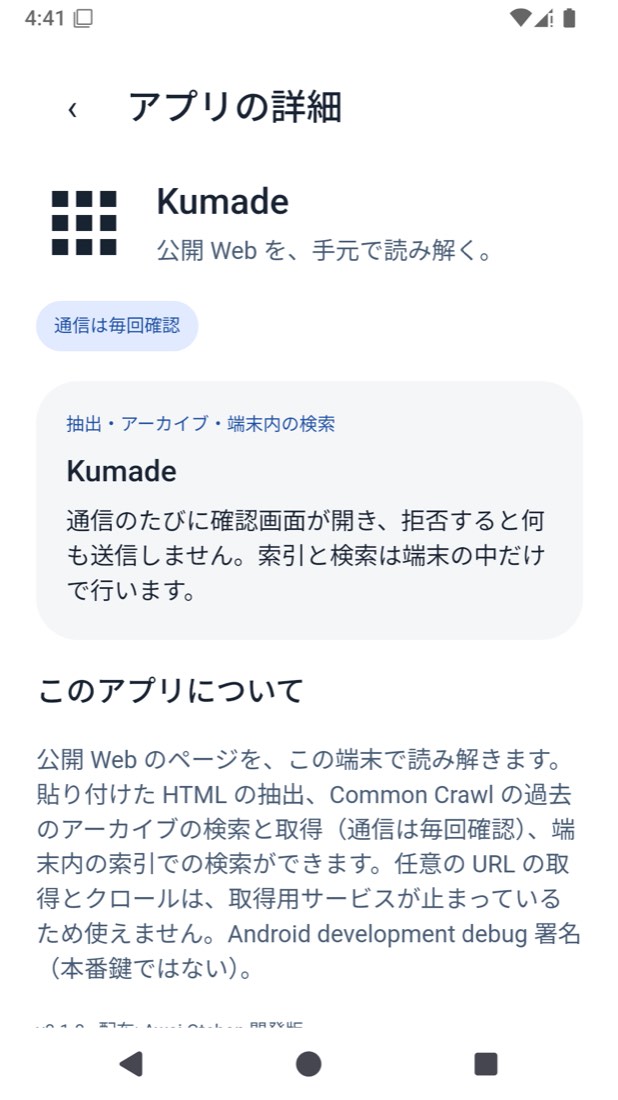 4:41
‹ アプリの詳細
Kumade
公開 Web を、手元で読み解く。
通信は毎回確認
抽出・アーカイブ・端末内の検索
Kumade
通信のたびに確認画面が開き、拒否すると何
も送信しません。索引と検索は端末の中だけ
で行います。
このアプリについて
公開 Web のページを、この端末で読み解きます。
貼り付けた HTML の抽出、Common Crawl の過去
のアーカイブの検索と取得（通信は毎回確認）、端
末内の索引での検索ができます。任意の URL の取
得とクロールは、取得用サービスが止まっている
ため使えません。Android development debug 署名
（本番鍵ではない）。